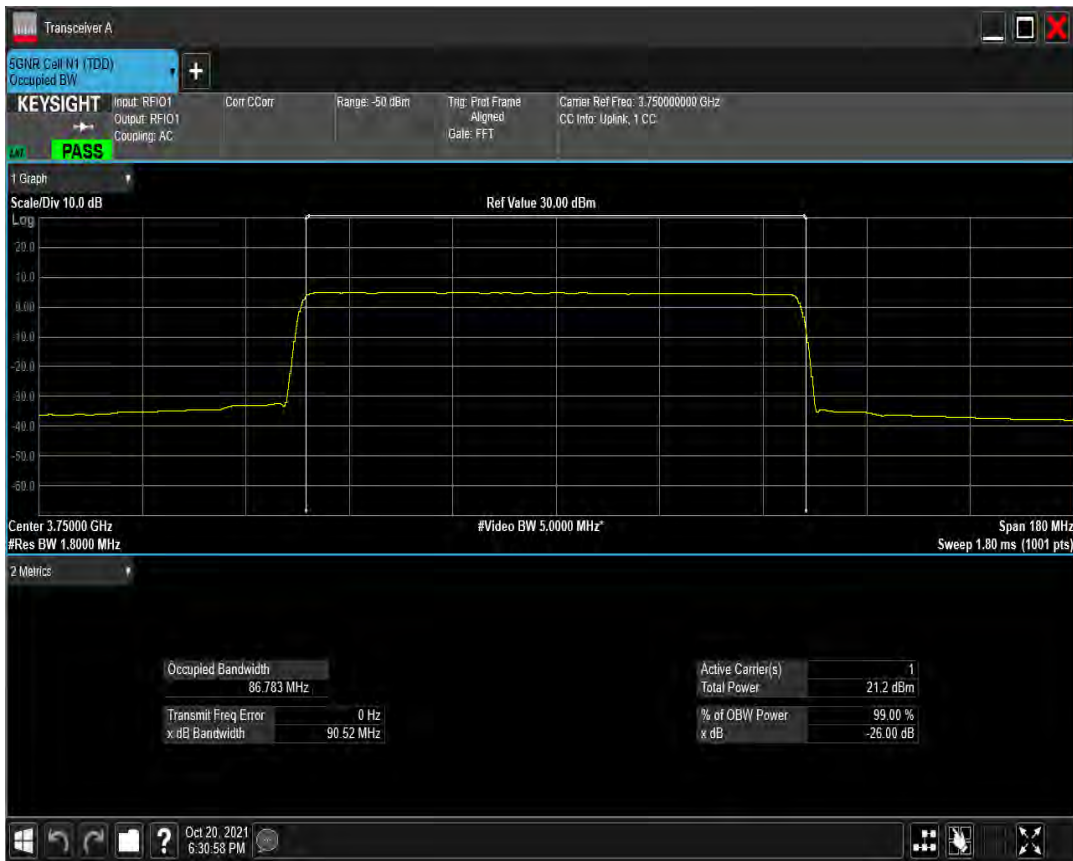 Transceiver A
5GNR Cell N1 (TDD)
Occupied BW
+
KEYSIGHT
Input: RFIO1
Output: RFIO1
Coupling: AC
Corr CCorr
Range: -50 dBm
Trig: Prot Frame
Aligned
Gate: FFT
Carrier Ref Freq: 3.750000000 GHz
CC Info: Uplink, 1 CC
PASS
1 Graph
Scale/Div 10.0 dB
Ref Value 30.00 dBm
Log
20.0
10.0
0.00
-10.0
-20.0
-30.0
-40.0
-50.0
-60.0
Center 3.75000 GHz
#Video BW 5.0000 MHz*
Span 180 MHz
#Res BW 1.8000 MHz
Sweep 1.80 ms (1001 pts)
2 Metrics
Occupied Bandwidth
86.783 MHz
Transmit Freq Error 0 Hz
x dB Bandwidth 90.52 MHz
Active Carrier(s) 1
Total Power 21.2 dBm
% of OBW Power 99.00 %
x dB -26.00 dB
?
Oct 20, 2021
6:30:58 PM